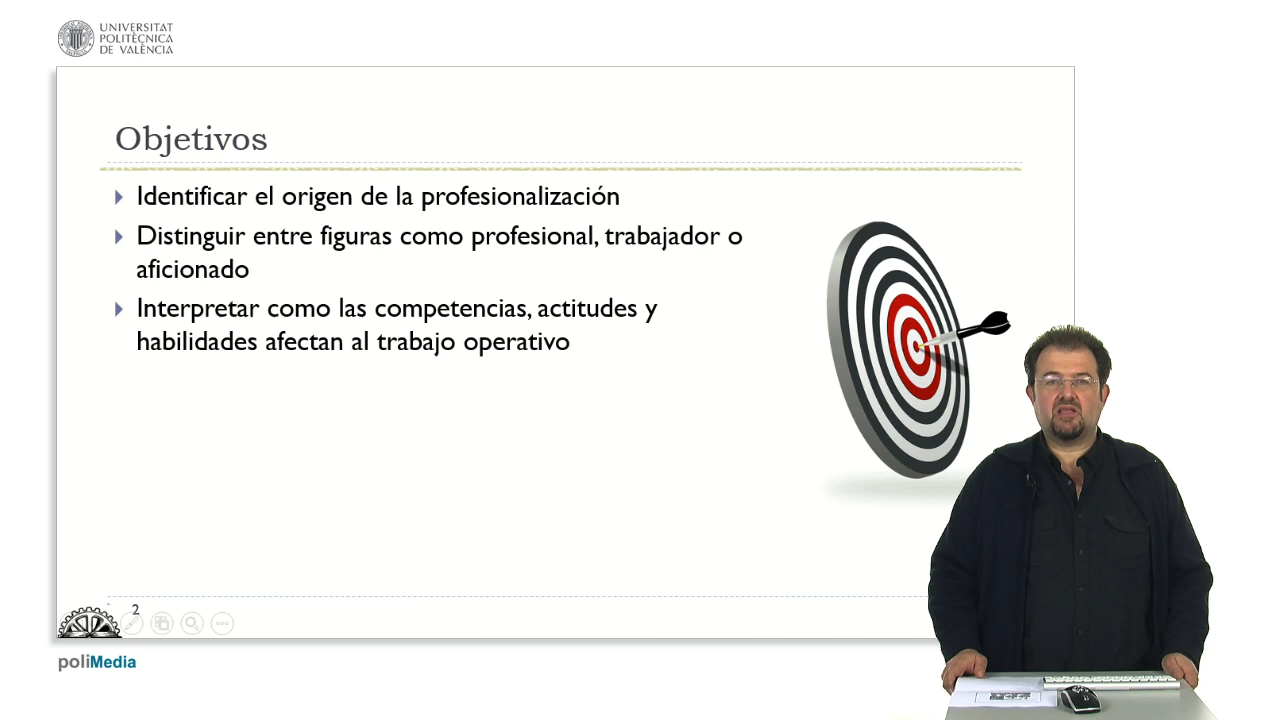 UNIVERSITAT
POLITÈCNICA
DE VALÈNCIA
Objetivos
Identificar el origen de la profesionalización
Distinguir entre figuras como profesional, trabajador o
aficionado
Interpretar como las competencias, actitudes y
habilidades afectan al trabajo operativo
2
poliMedia